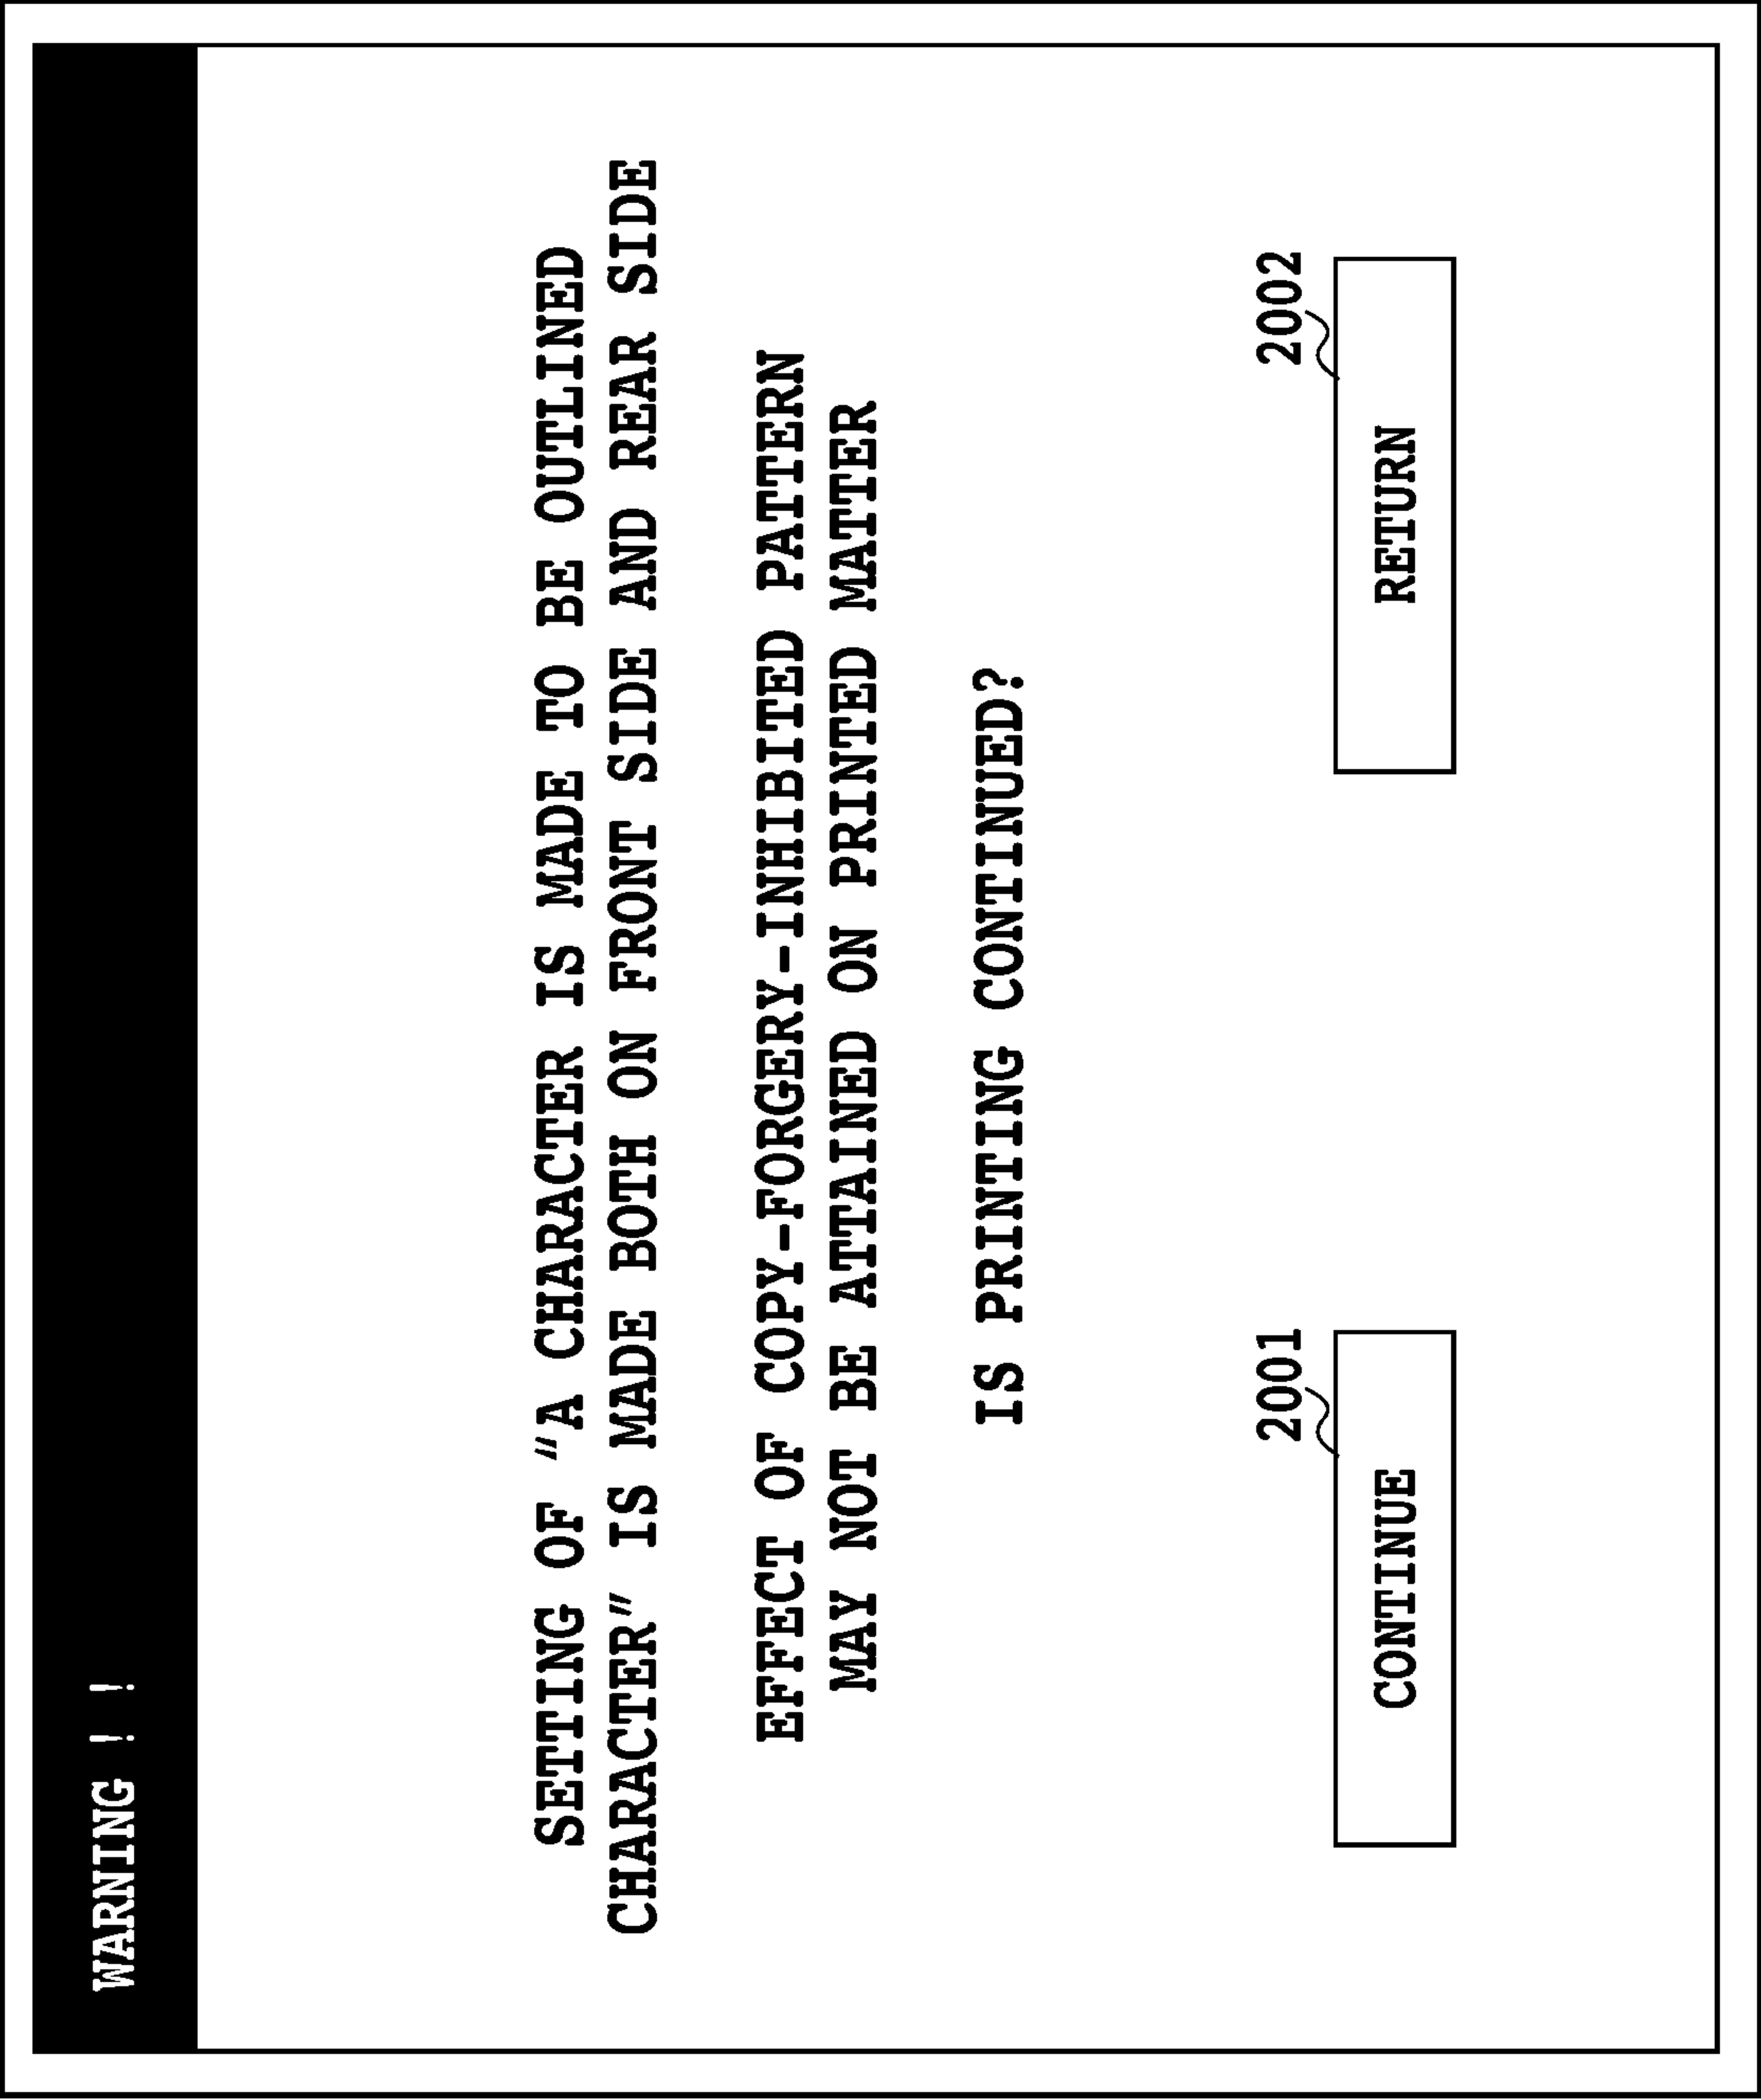 WARNING !!
SETTING OF "A CHARACTER IS MADE TO BE OUTLINED
CHARACTER" IS MADE BOTH ON FRONT SIDE AND REAR SIDE
EFFECT OF COPY-FORGERY-INHIBITED PATTERN
MAY NOT BE ATTAINED ON PRINTED MATTER
IS PRINTING CONTINUED?
2001
CONTINUE
2002
RETURN